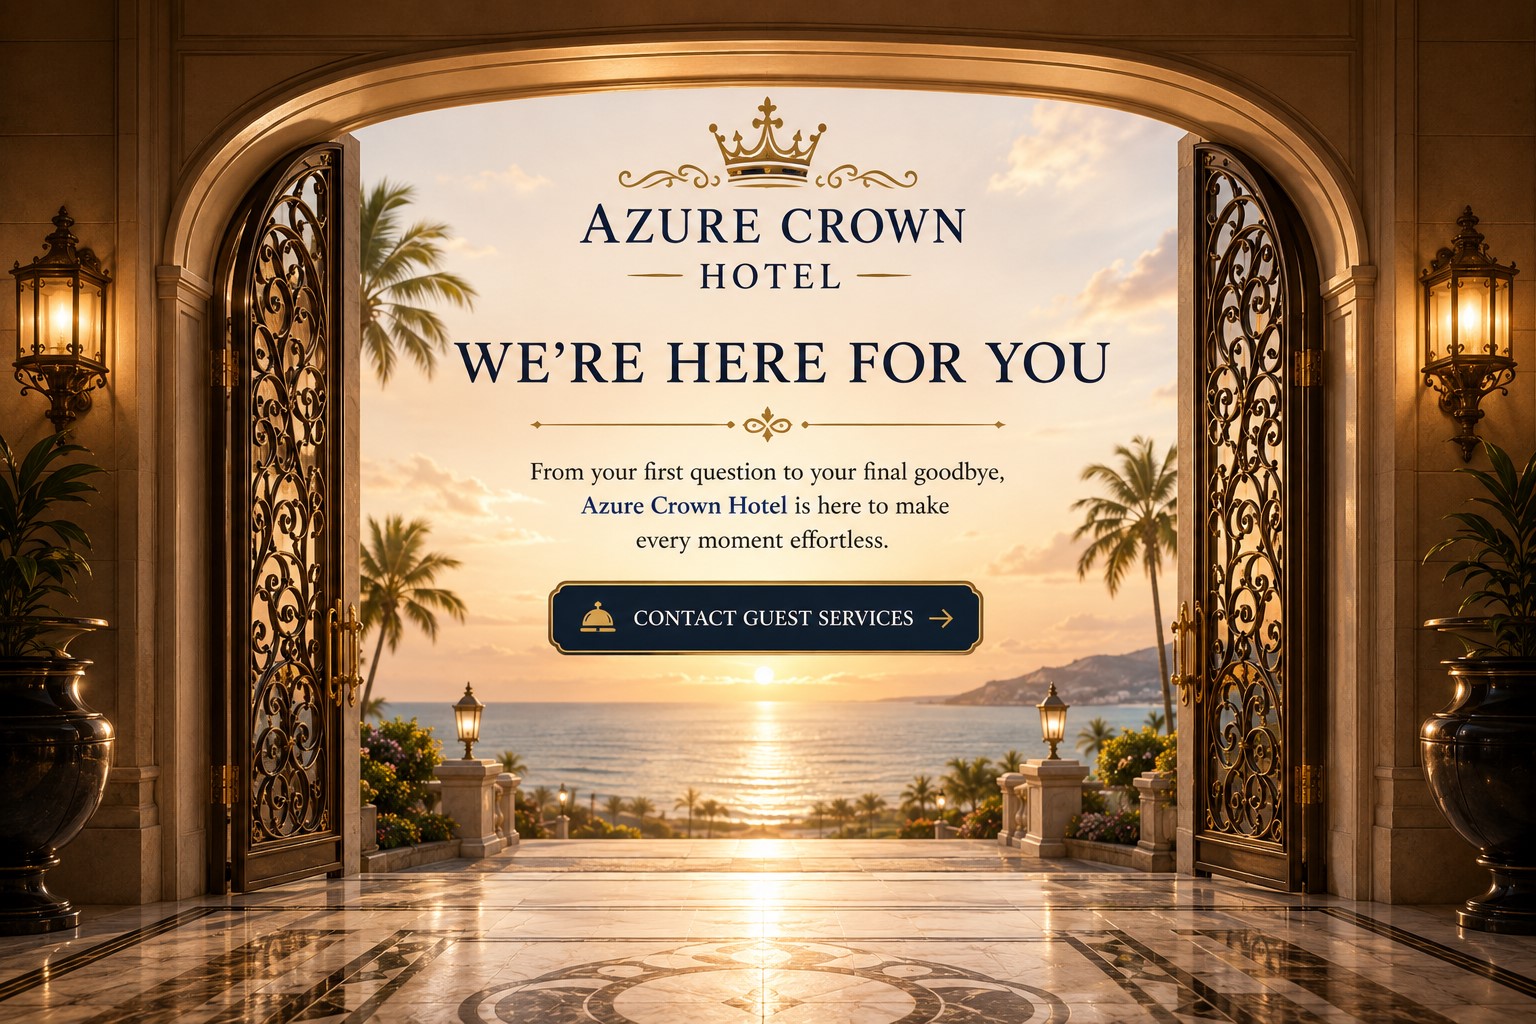 AZURE CROWN
HOTEL
WE’RE HERE FOR YOU
From your first question to your final goodbye,
Azure Crown Hotel is here to make
every moment effortless.
CONTACT GUEST SERVICES →